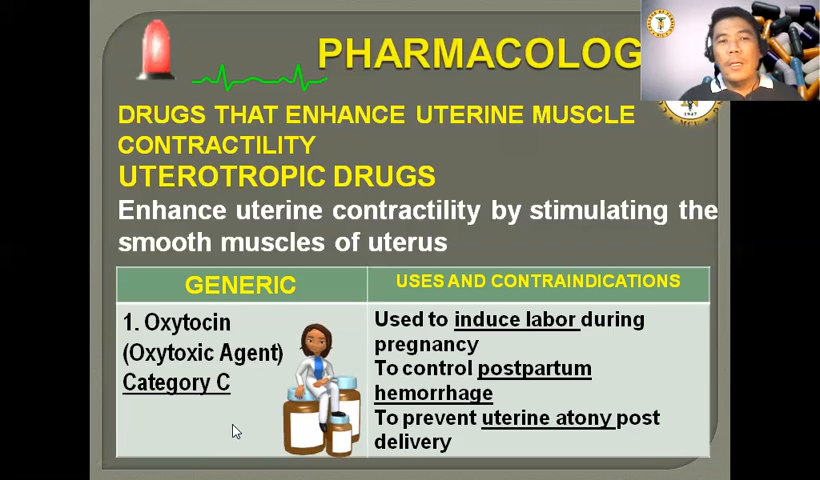 PHARMACOLOG
DRUGS THAT ENHANCE UTERINE MUSCLE
CONTRACTILITY
UTEROTROPIC DRUGS
Enhance uterine contractility by stimulating the
smooth muscles of uterus
GENERIC
USES AND CONTRAINDICATIONS
1. Oxytocin
(Oxytoxic Agent)
Category C
Used to induce labor during
pregnancy
To control postpartum
hemorrhage
To prevent uterine atony post
delivery
1947